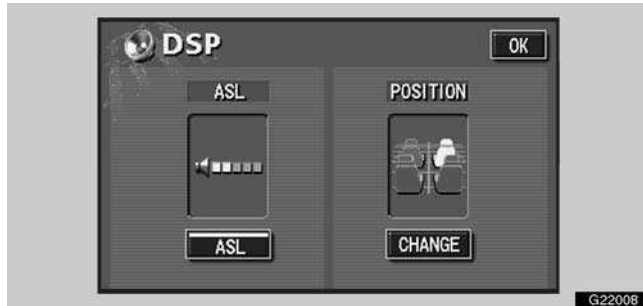 DSP
OK
ASL
POSITION
ASL
CHANGE
G22008